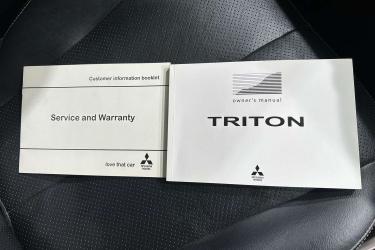 Customer information booklet
Service and Warranty
love that car
owner's manual
TRITON